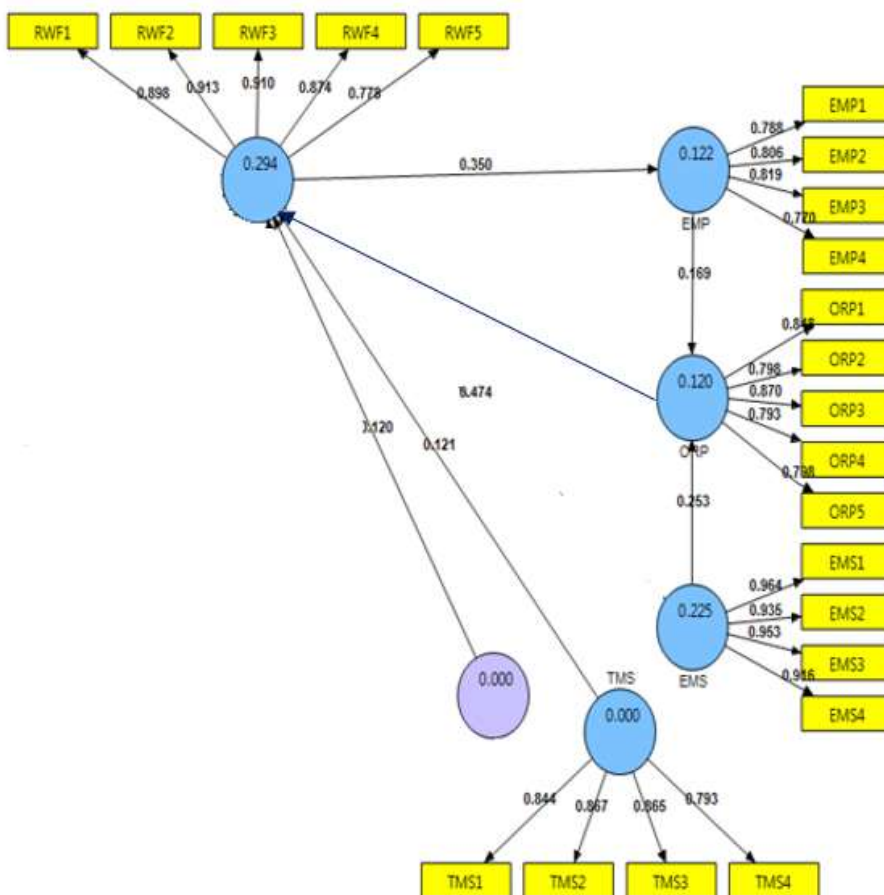 RWF1 RWF2 RWF3 RWF4 RWF5
0.898 0.913 0.910 0.874 0.778
0.294
0.350
0.122
EMP
0.788
0.806
0.819
0.770
EMP1
EMP2
EMP3
EMP4
0.169
0.120
ORP
0.798
0.870
0.793
0.798
ORP1
ORP2
ORP3
ORP4
ORP5
0.121
0.253
0.225
EMS
0.964
0.935
0.953
EMS1
EMS2
EMS3
EMS4
0.000
TMS
0.000
0.844 0.867 0.865 0.793
TMS1 TMS2 TMS3 TMS4